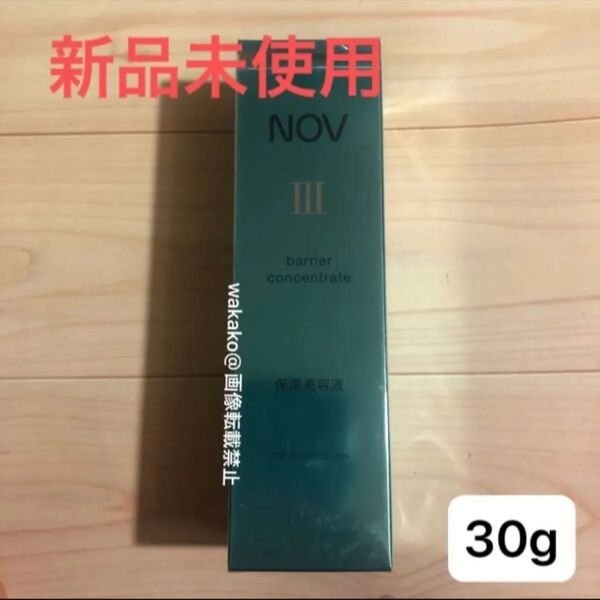 新品未使用
NOV
III
barrier
concentrate
wakako@画像転載禁止
保湿美容液
30g